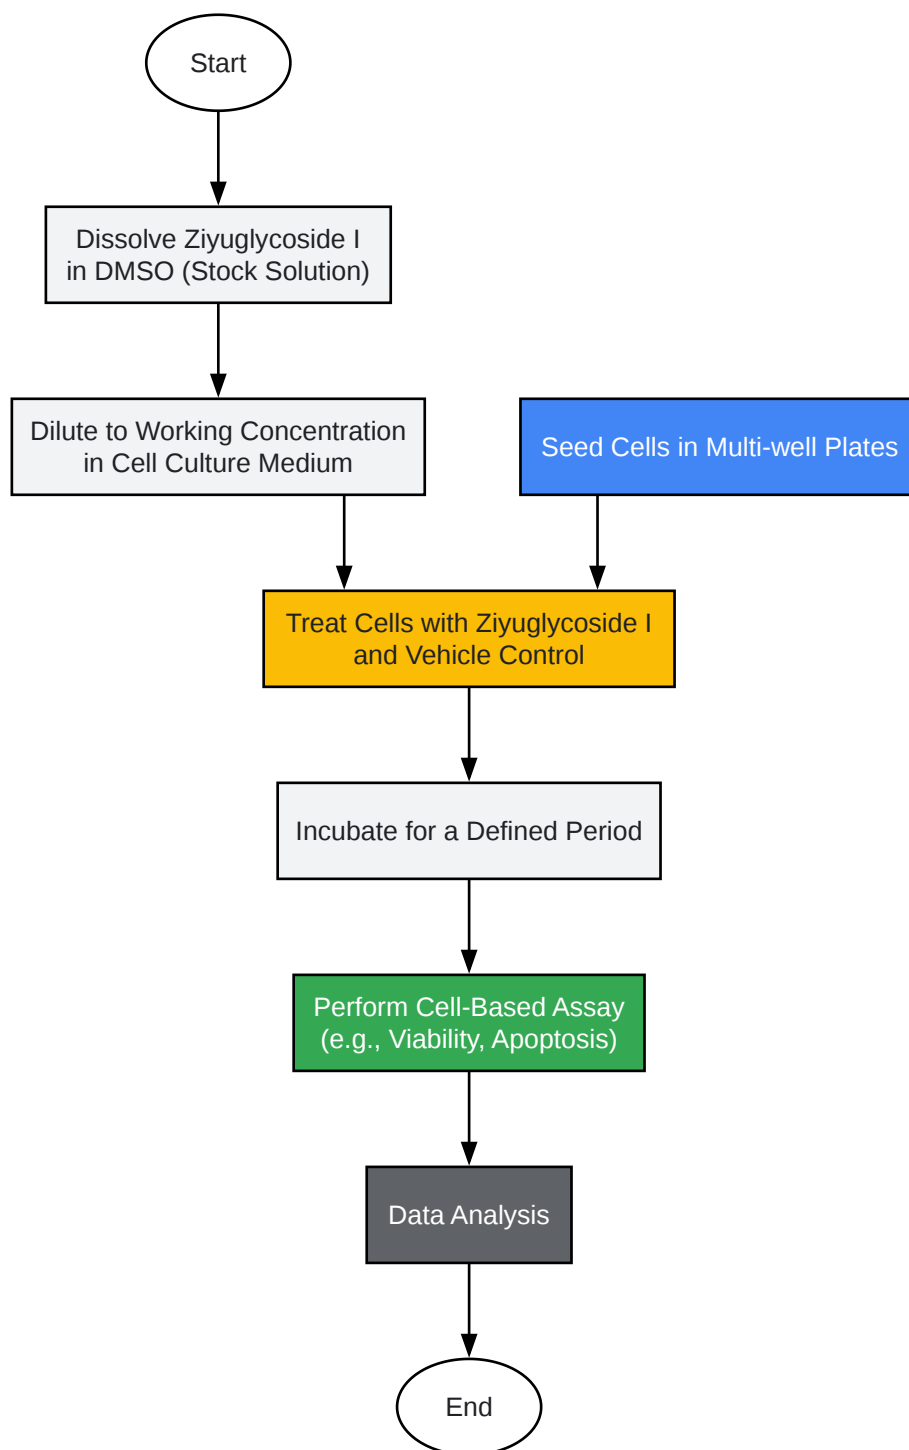 Start
Dissolve Ziyuglycoside I
in DMSO (Stock Solution)
Dilute to Working Concentration
in Cell Culture Medium
Seed Cells in Multi-well Plates
Treat Cells with Ziyuglycoside I
and Vehicle Control
Incubate for a Defined Period
Perform Cell-Based Assay
(e.g., Viability, Apoptosis)
Data Analysis
End